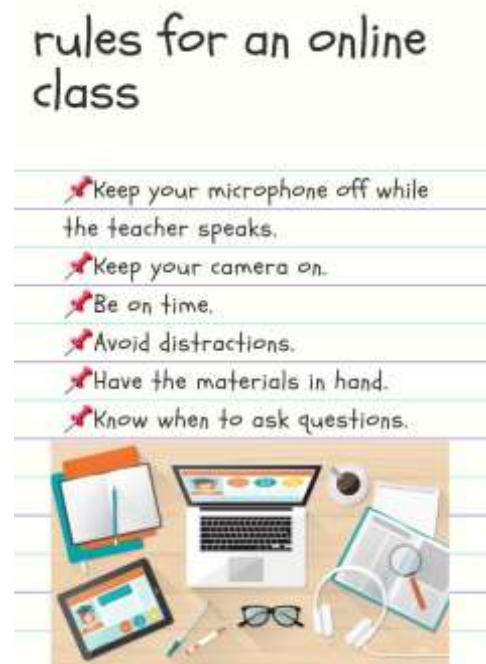 rules for an online
class
📌Keep your microphone off while
the teacher speaks.
📌Keep your camera on.
📌Be on time.
📌Avoid distractions.
📌Have the materials in hand.
📌Know when to ask questions.